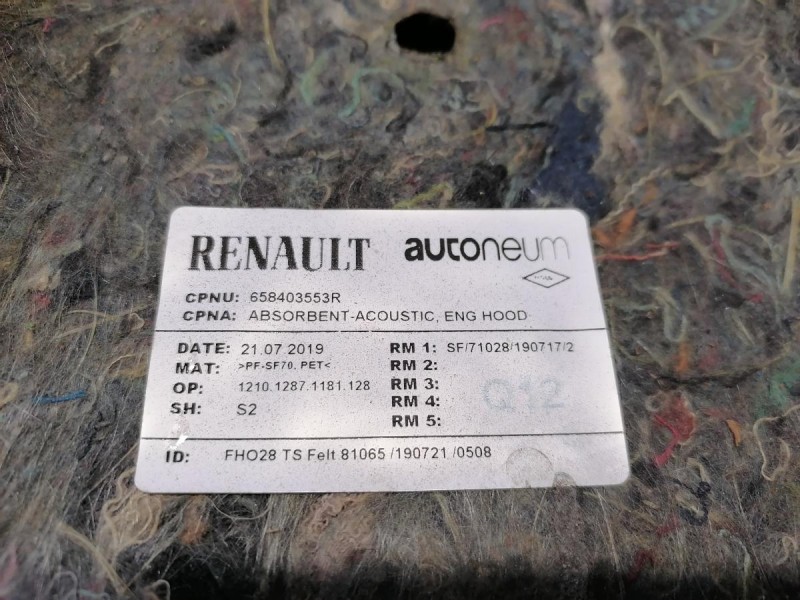 RENAULT autoneum
CPNU: 658403553R
CPNA: ABSORBENT-ACOUSTIC, ENG HOOD
DATE: 21.07.2019 RM 1: SF/71028/190717/2
MAT: >PF-SF70. PET< RM 2:
OP: 1210.1287.1181.128 RM 3:
SH: S2 RM 4: Q12
RM 5:
ID: FHO28 TS Felt 81065 /190721 /0508